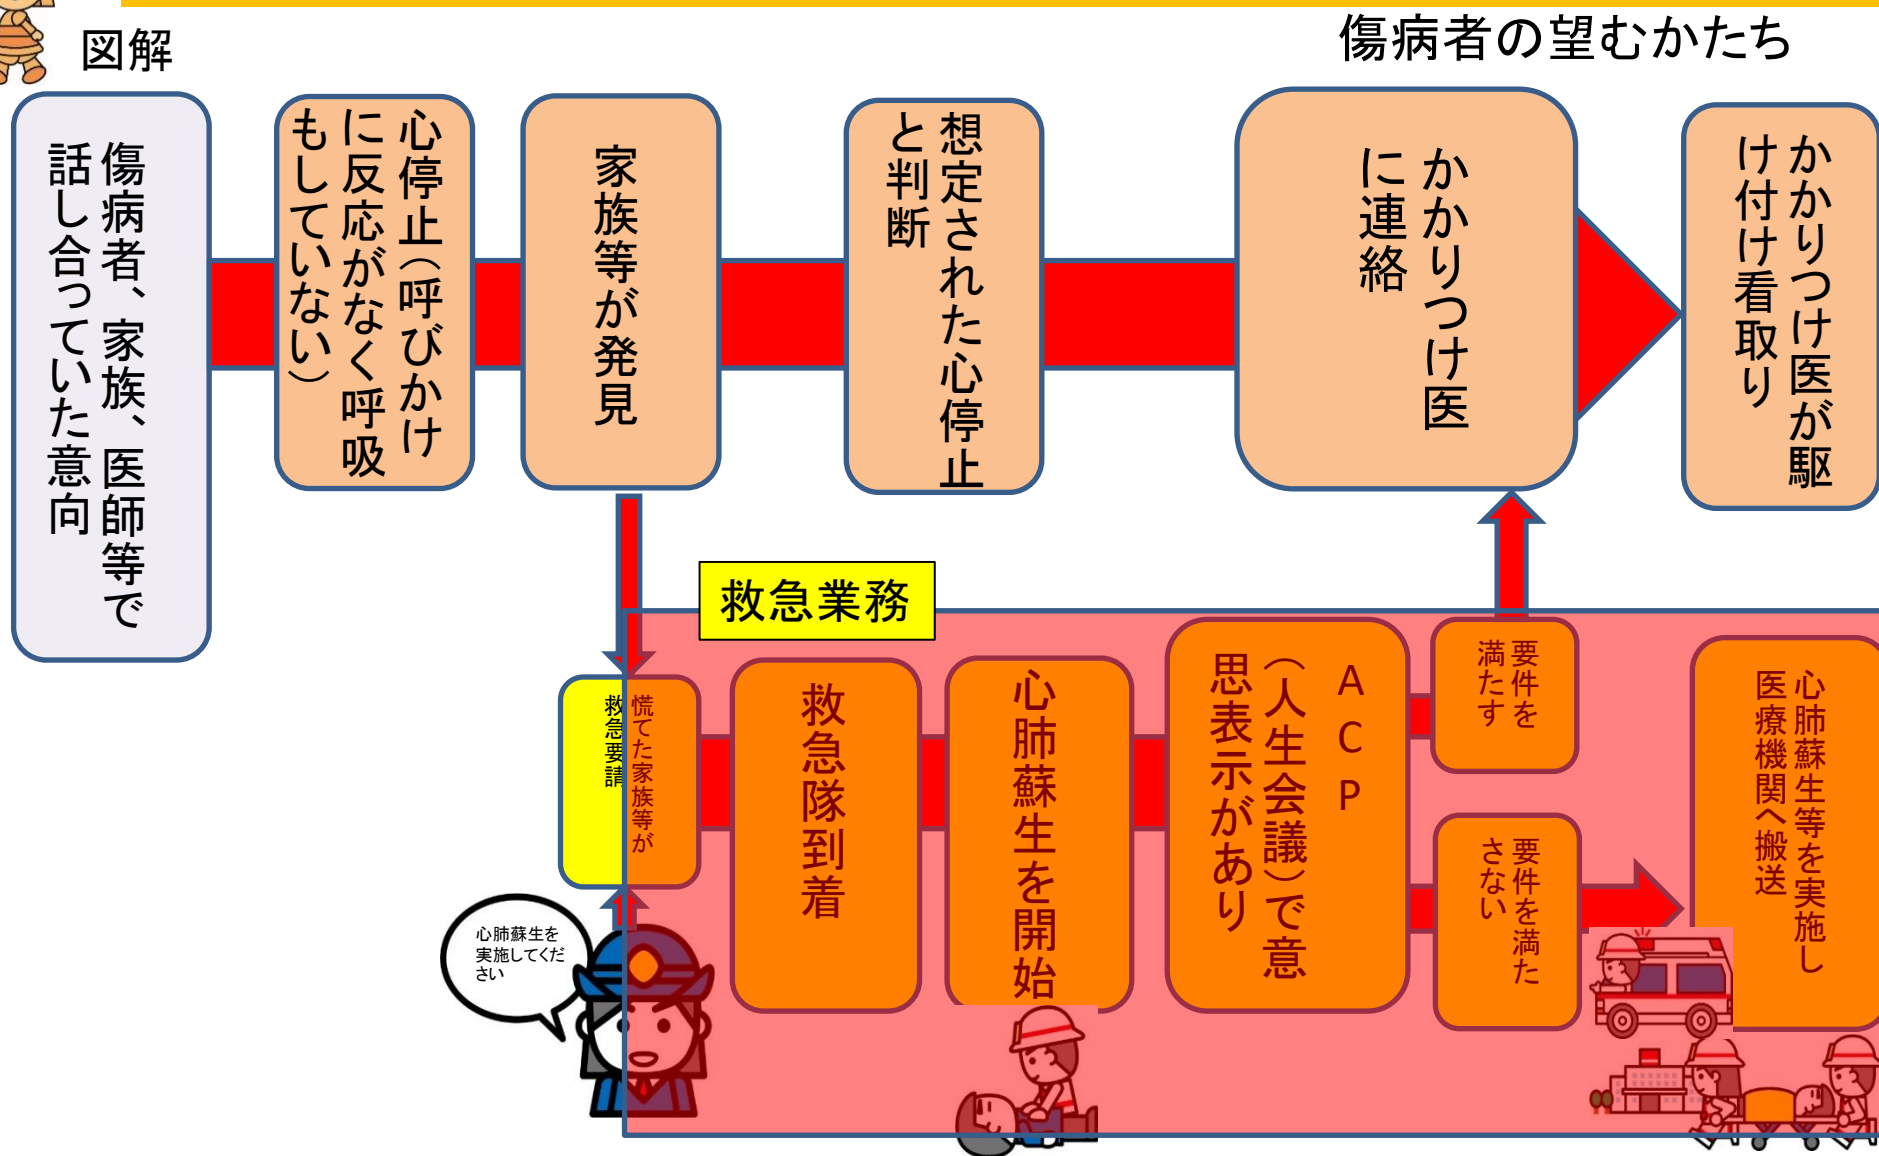 図解
傷病者の望むかたち
傷病者、家族、医師等で
話し合っていた意向
心停止（呼びかけ
に反応がなく呼吸
もしていない）
家族等が発見
想定された心停止
と判断
かかりつけ医
に連絡
かかりつけ医が駆
け付け看取り
救急業務
慌てた家族等が
救急要請
救急隊到着
心肺蘇生を開始
ACP
（人生会議）で意
思表示があり
要件を
満たす
要件を満た
さない
心肺蘇生等を実施し
医療機関へ搬送
心肺蘇生を
実施してくだ
さい